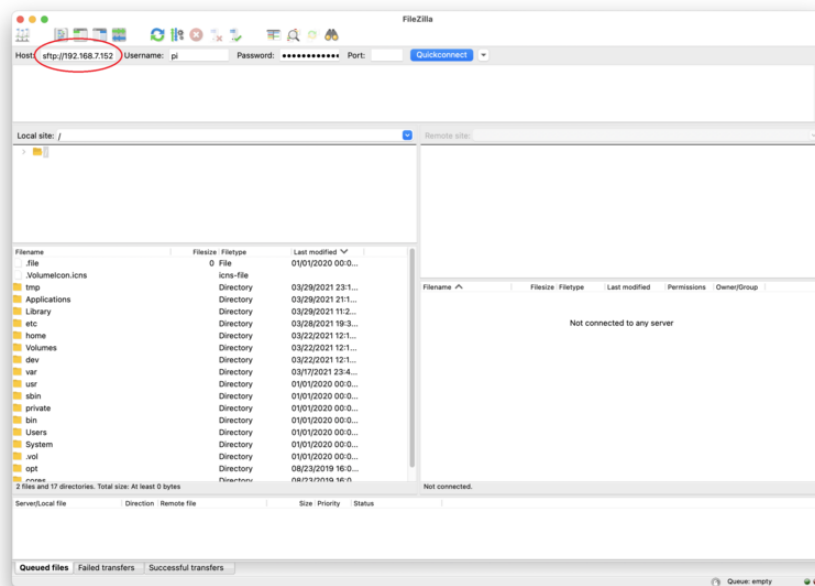 FileZilla
Host: sftp://192.168.7.152 Username: pi Password: ••••••••••••• Port: Quickconnect
Local site: / Remote site:
/
Filename Filesize Filetype Last modified
.file 0 File 01/01/2020 00:0...
.VolumeIcon.icns icns-file
tmp Directory 03/29/2021 23:1...
Applications Directory 03/29/2021 21:1...
Library Directory 03/29/2021 11:2...
etc Directory 03/28/2021 19:3...
home Directory 03/22/2021 12:1...
Volumes Directory 03/22/2021 12:1...
dev Directory 03/22/2021 12:1...
var Directory 03/17/2021 23:4...
usr Directory 01/01/2020 00:0...
sbin Directory 01/01/2020 00:0...
private Directory 01/01/2020 00:0...
bin Directory 01/01/2020 00:0...
Users Directory 01/01/2020 00:0...
System Directory 01/01/2020 00:0...
.vol Directory 01/01/2020 00:0...
opt Directory 08/23/2019 16:0...
cores Directory 08/23/2019 16:0...
2 files and 17 directories. Total size: At least 0 bytes
Filename Filesize Filetype Last modified Permissions Owner/Group
Not connected to any server
Not connected.
Server/Local file Direction Remote file Size Priority Status
Queued files Failed transfers Successful transfers
Queue: empty